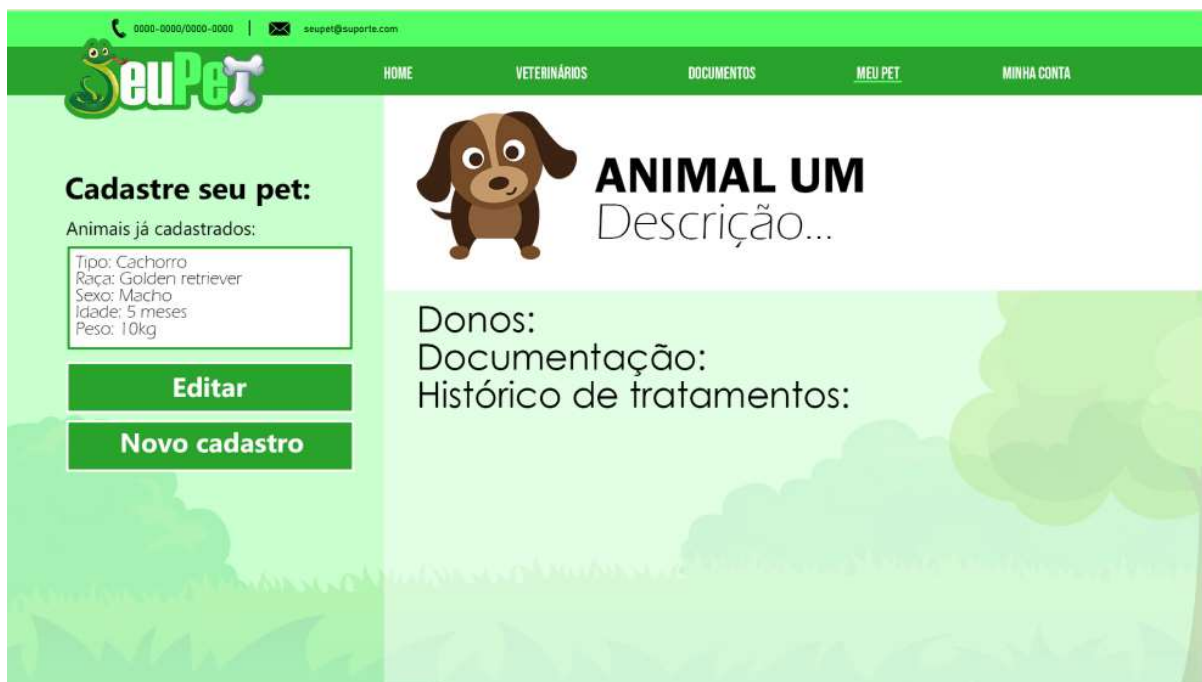 0000-0000/0000-0000 | seupet@suporte.com
SeuPet
HOME VETERINÁRIOS DOCUMENTOS MEU PET MINHA CONTA
Cadastre seu pet:
Animais já cadastrados:
Tipo: Cachorro
Raça: Golden retriever
Sexo: Macho
Idade: 5 meses
Peso: 10kg
Editar
Novo cadastro
ANIMAL UM
Descrição...
Donos:
Documentação:
Histórico de tratamentos: